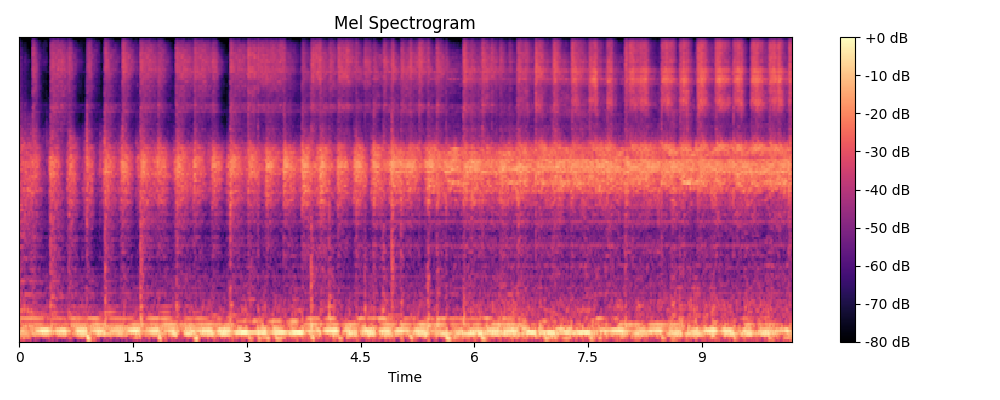 Mel Spectrogram
+0 dB
-10 dB
-20 dB
-30 dB
-40 dB
-50 dB
-60 dB
-70 dB
-80 dB
0 1.5 3 4.5 6 7.5 9
Time